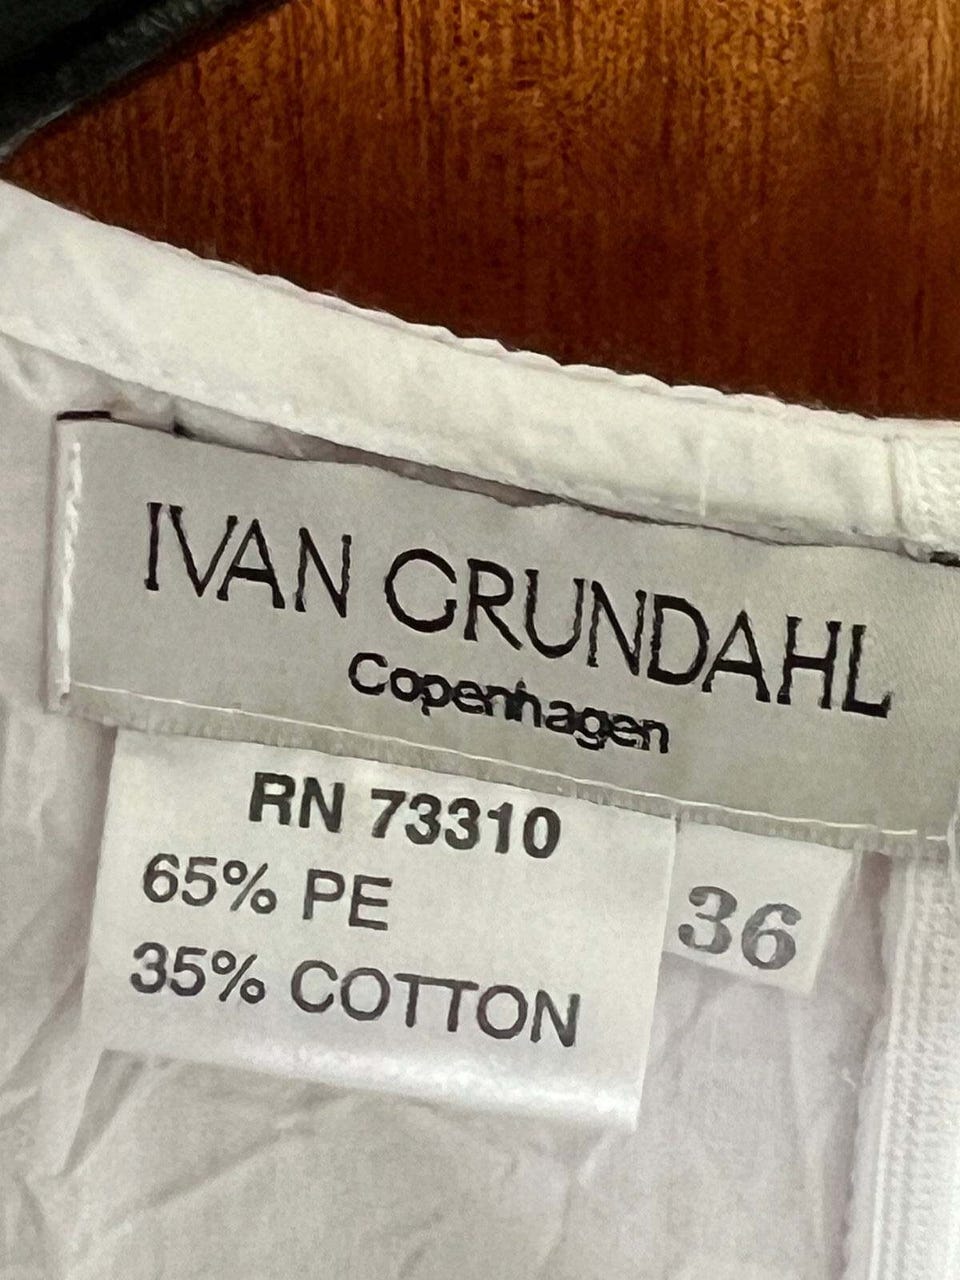 IVAN GRUNDAHL
Copenhagen
RN 73310
65% PE
35% COTTON
36